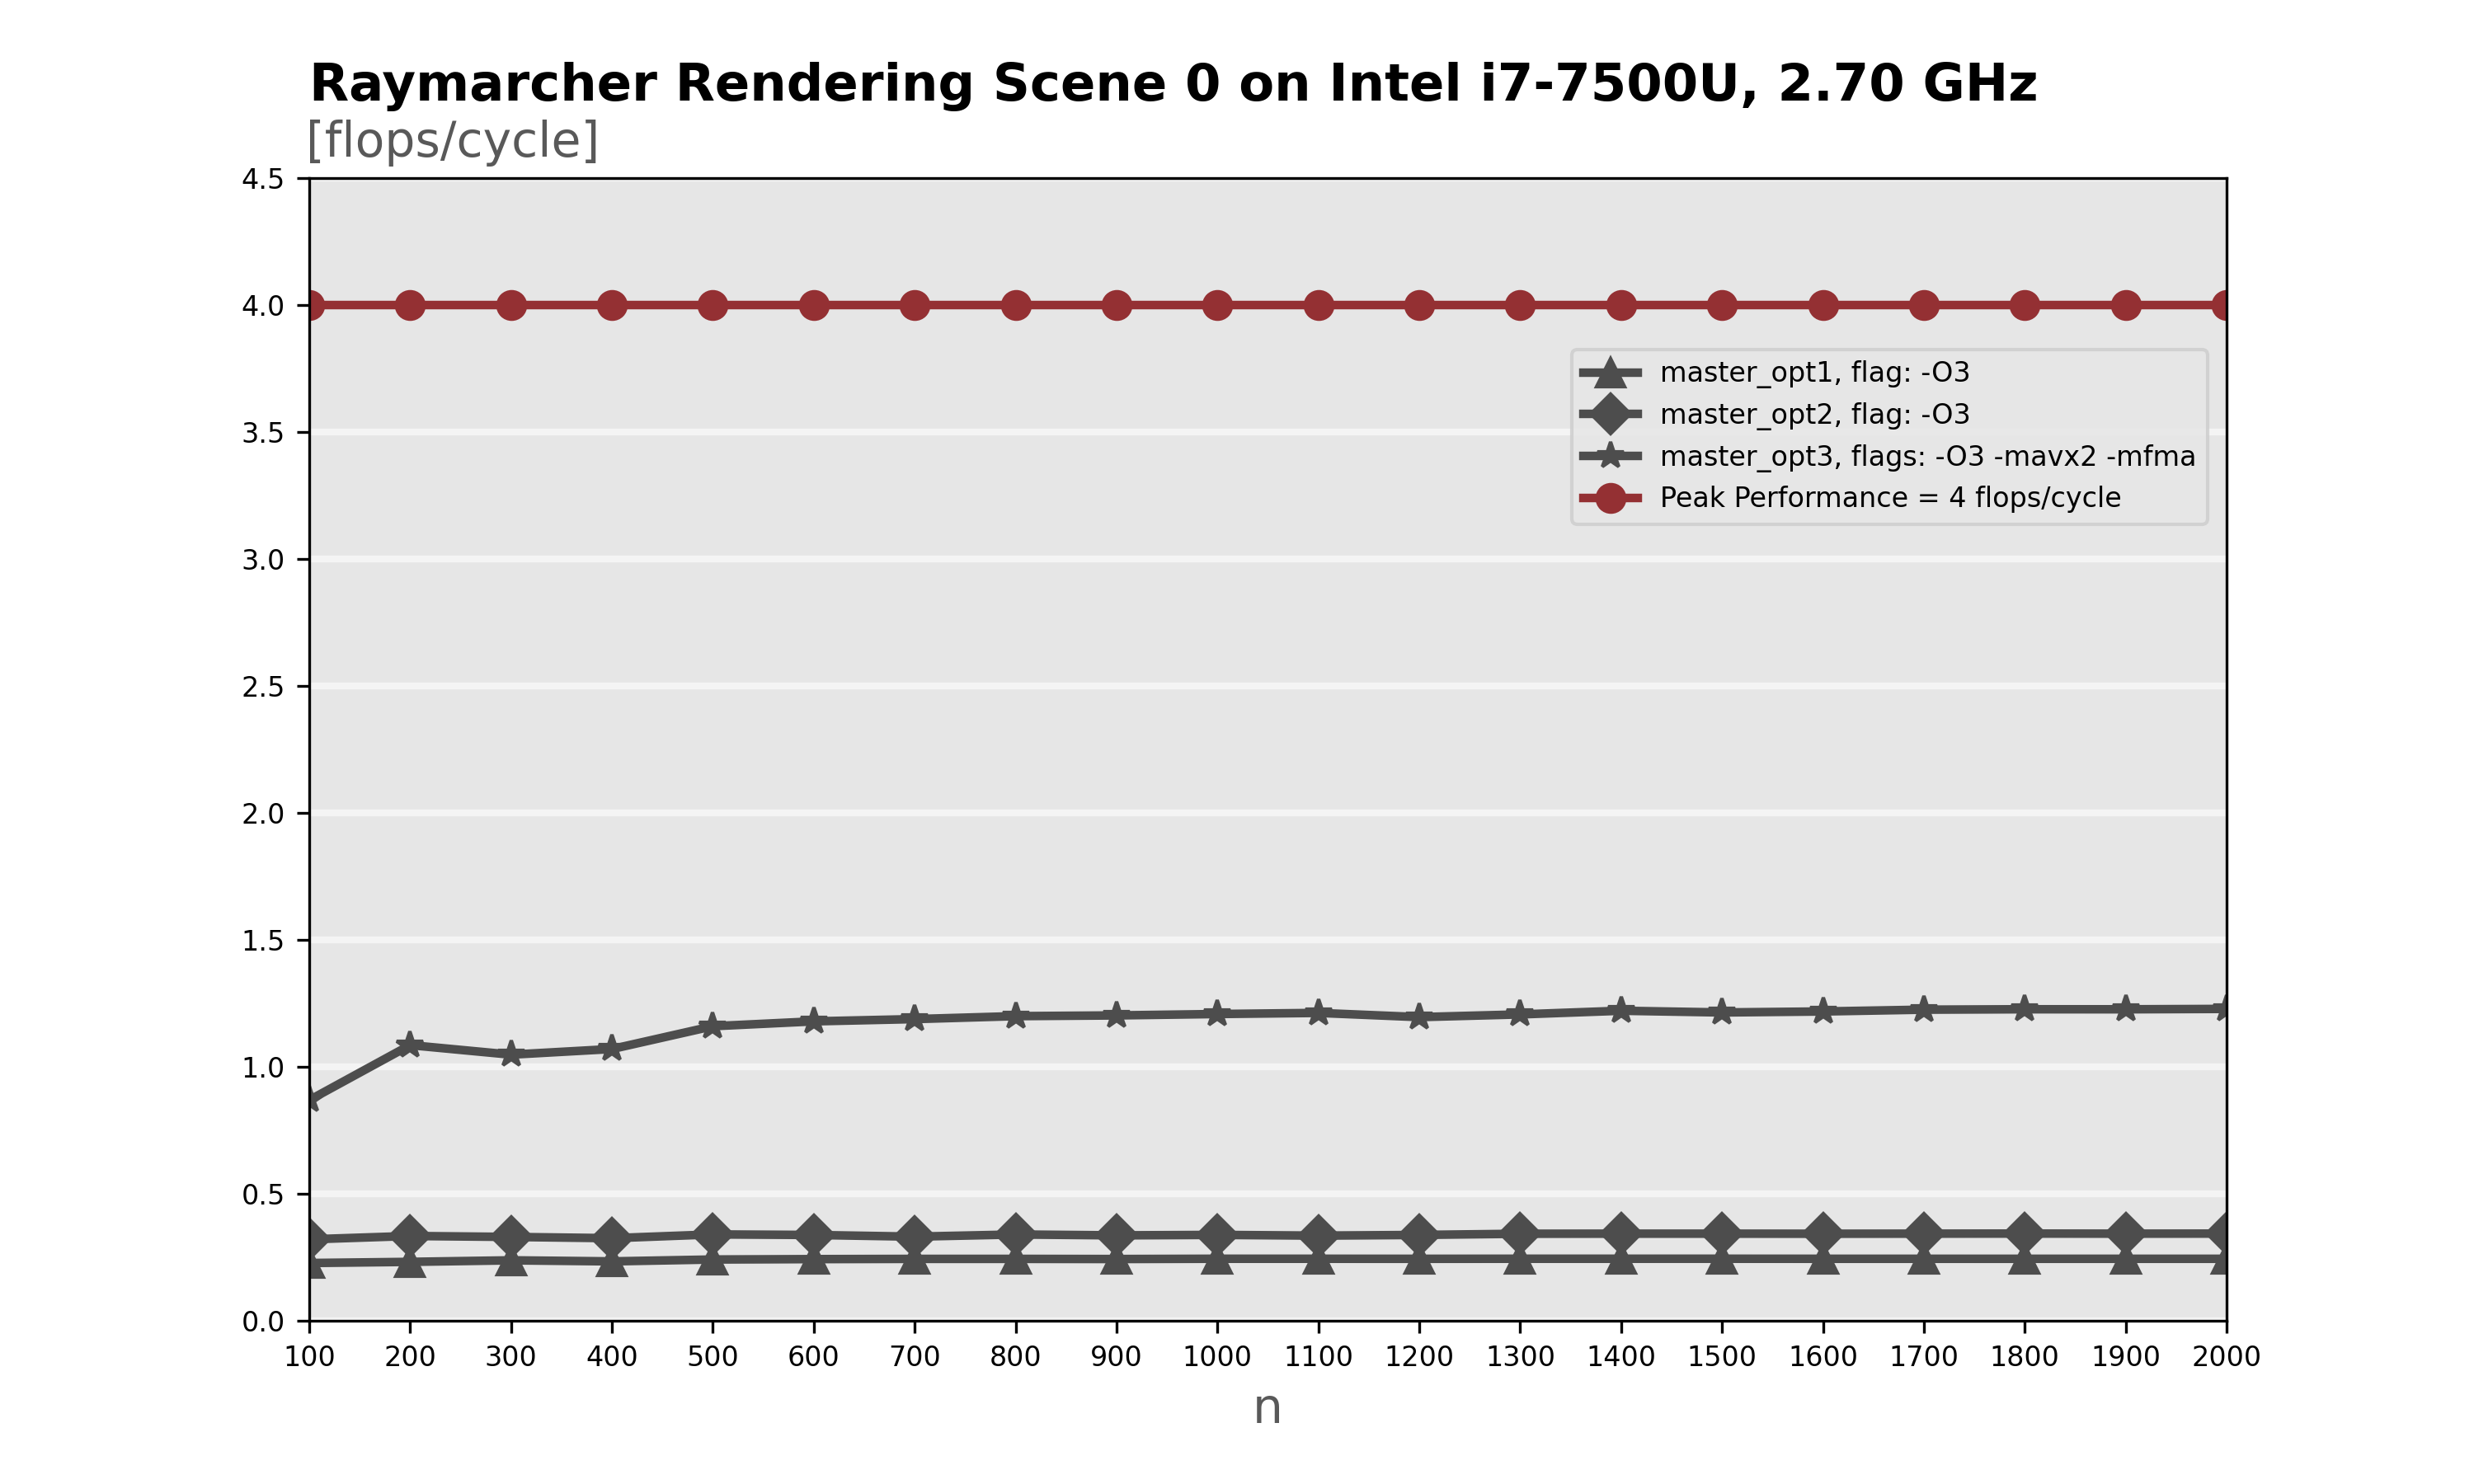 Raymarcher Rendering Scene 0 on Intel i7-7500U, 2.70 GHz
[flops/cycle]
4.5
4.0
master_opt1, flag: -O3
master_opt2, flag: -O3
3.5
master_opt3, flags: -O3 -mavx2 -mfma
Peak Performance = 4 flops/cycle
3.0
2.5
2.0
1.5
1.0
0.5
0.0
100 200 300 400 500 600 700 800 900 1000 1100 1200 1300 1400 1500 1600 1700 1800 1900 2000
n